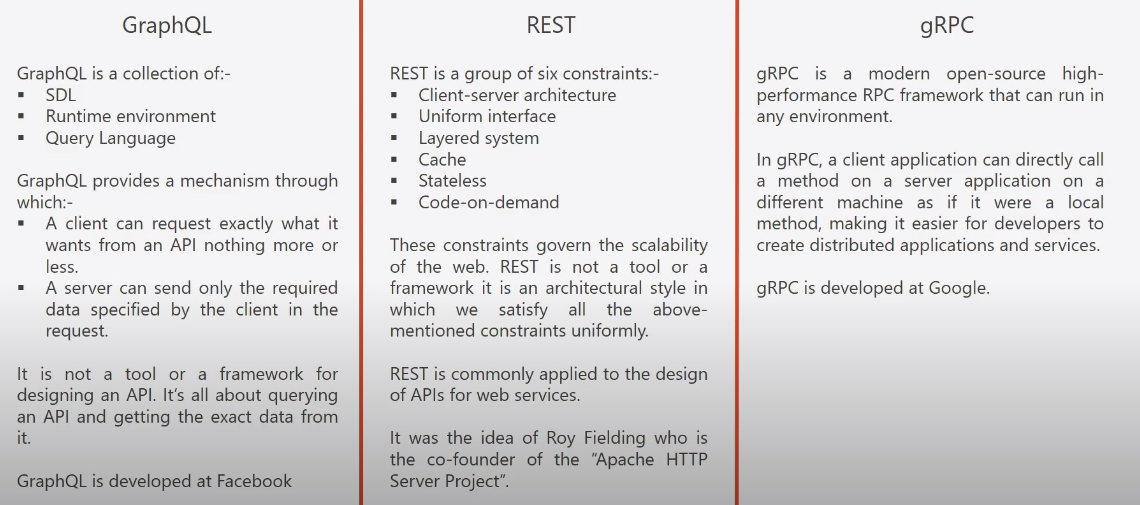 GraphQL
GraphQL is a collection of:-
▪ SDL
▪ Runtime environment
▪ Query Language
GraphQL provides a mechanism through
which:-
▪ A client can request exactly what it
wants from an API nothing more or
less.
▪ A server can send only the required
data specified by the client in the
request.
It is not a tool or a framework for
designing an API. It's all about querying
an API and getting the exact data from
it.
GraphQL is developed at Facebook
REST
REST is a group of six constraints:-
▪ Client-server architecture
▪ Uniform interface
▪ Layered system
▪ Cache
▪ Stateless
▪ Code-on-demand
These constraints govern the scalability
of the web. REST is not a tool or a
framework it is an architectural style in
which we satisfy all the above-
mentioned constraints uniformly.
REST is commonly applied to the design
of APIs for web services.
It was the idea of Roy Fielding who is
the co-founder of the “Apache HTTP
Server Project”.
gRPC
gRPC is a modern open-source high-
performance RPC framework that can run in
any environment.
In gRPC, a client application can directly call
a method on a server application on a
different machine as if it were a local
method, making it easier for developers to
create distributed applications and services.
gRPC is developed at Google.